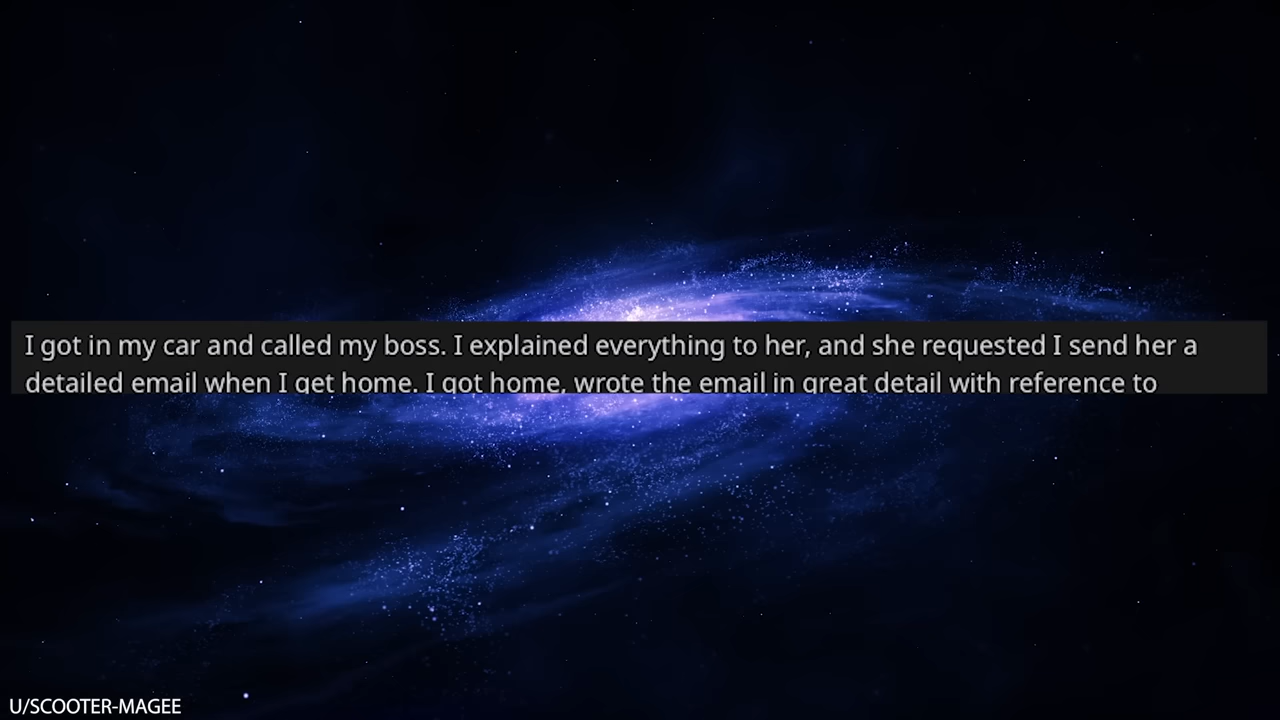 I got in my car and called my boss. I explained everything to her, and she requested I send her a
detailed email when I get home. I got home, wrote the email in great detail with reference to
U/SCOOTER-MAGEE